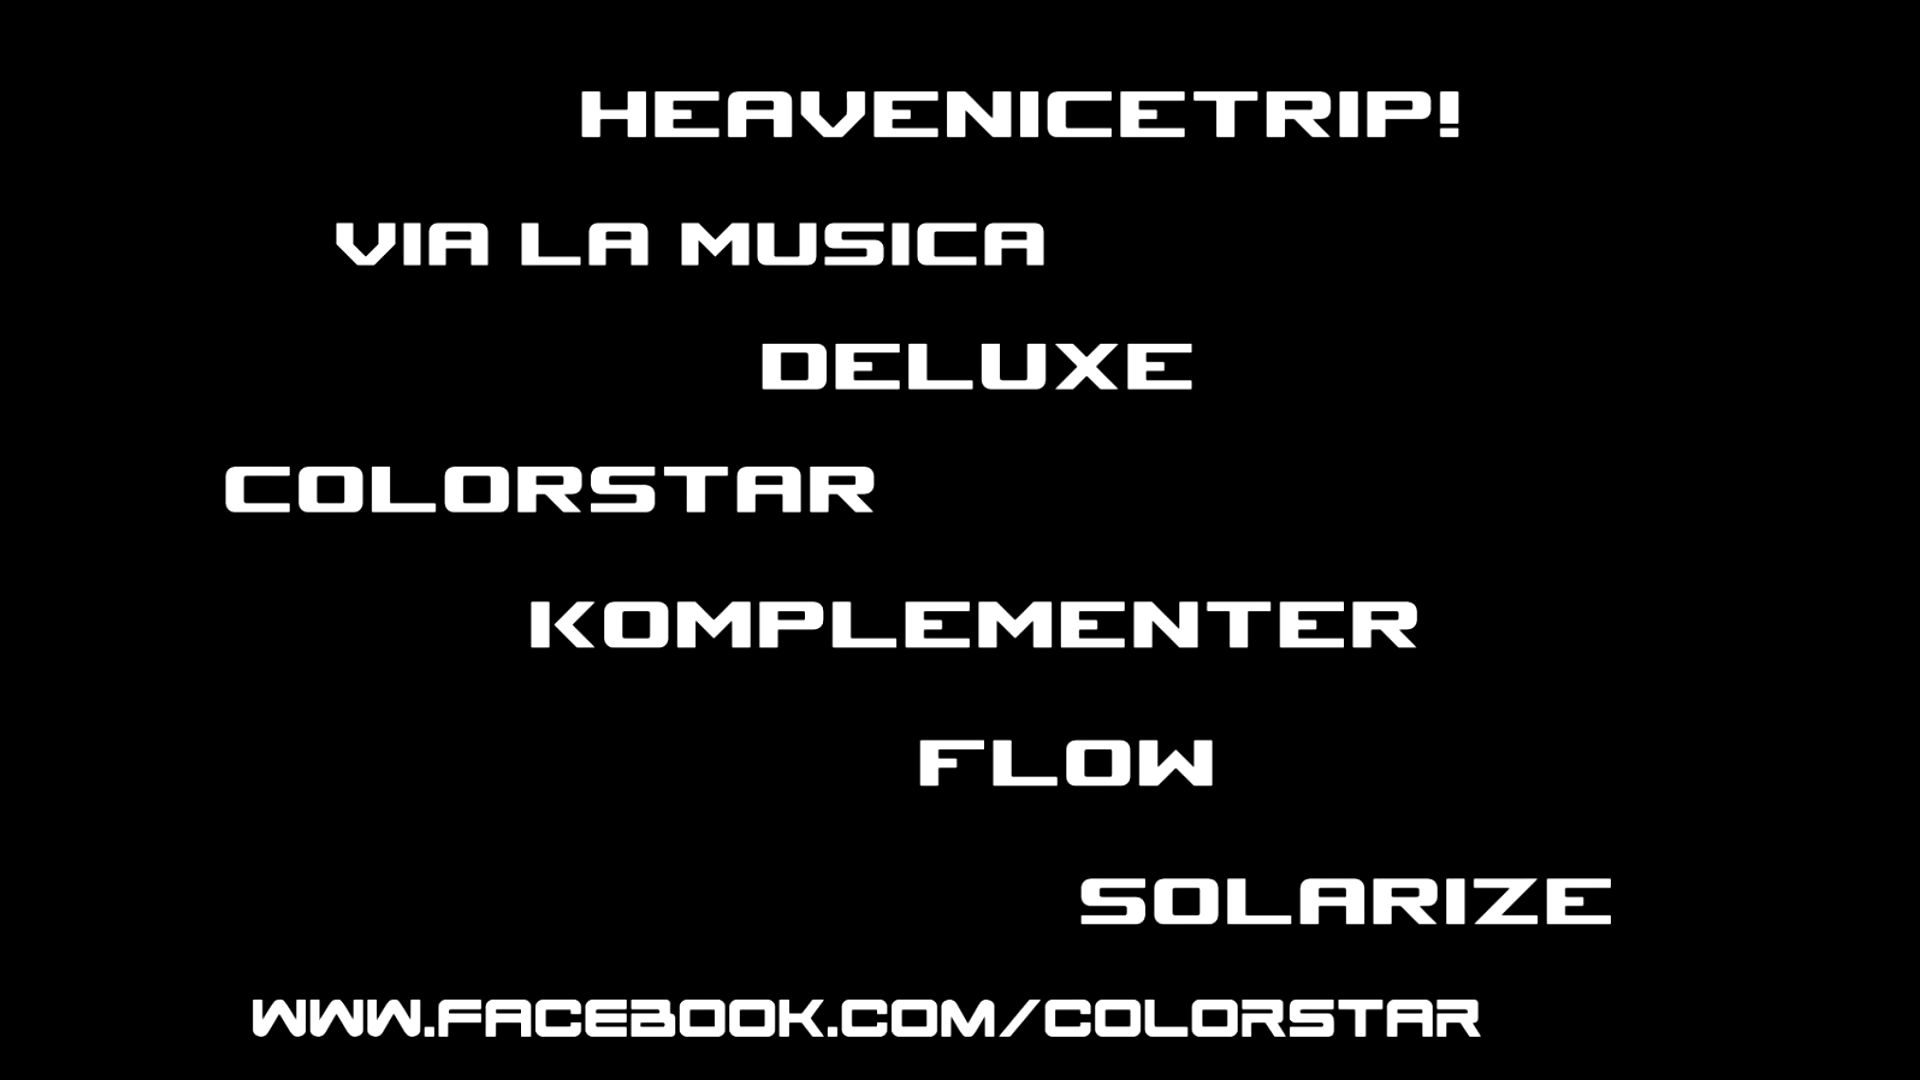 HEAVENICETRIP!
VIA LA MUSICA
DELUXE
COLORSTAR
KOMPLEMENTER
FLOW
SOLARIZE
WWW.FACEBOOK.COM/COLORSTAR